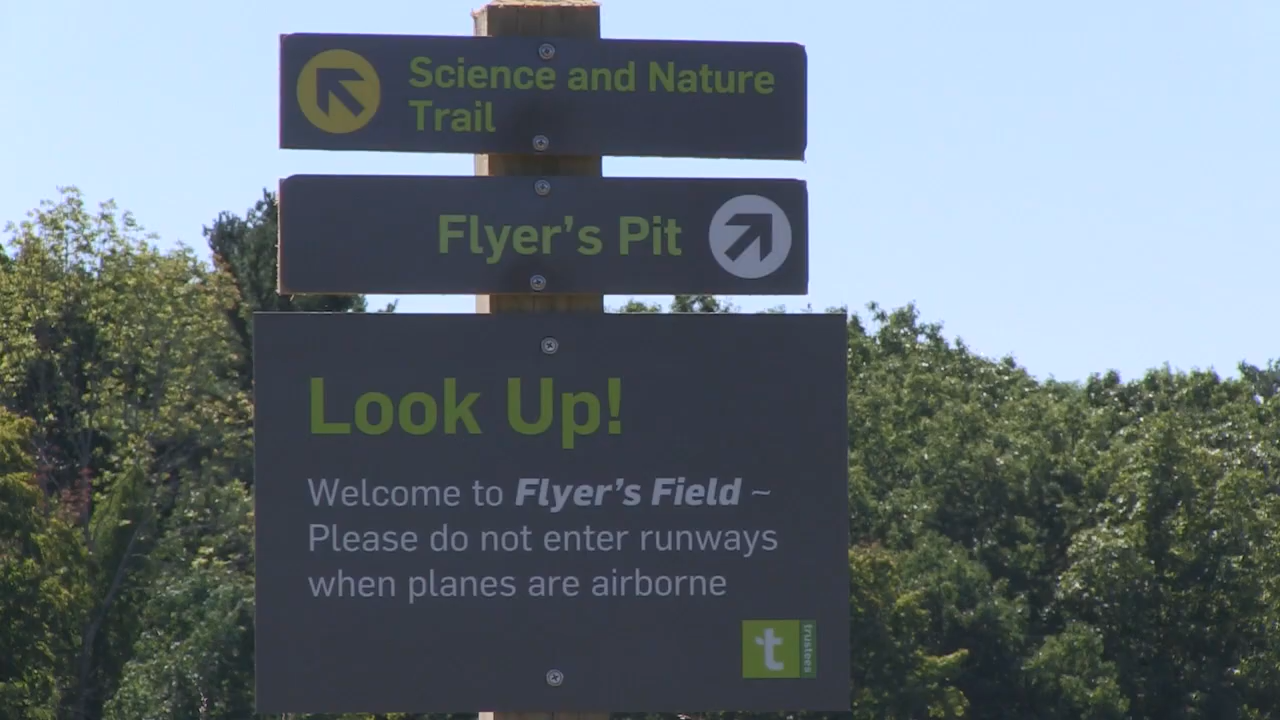 Science and Nature
Trail
Flyer's Pit
Look Up!
Welcome to Flyer's Field ~
Please do not enter runways
when planes are airborne
t
trustees